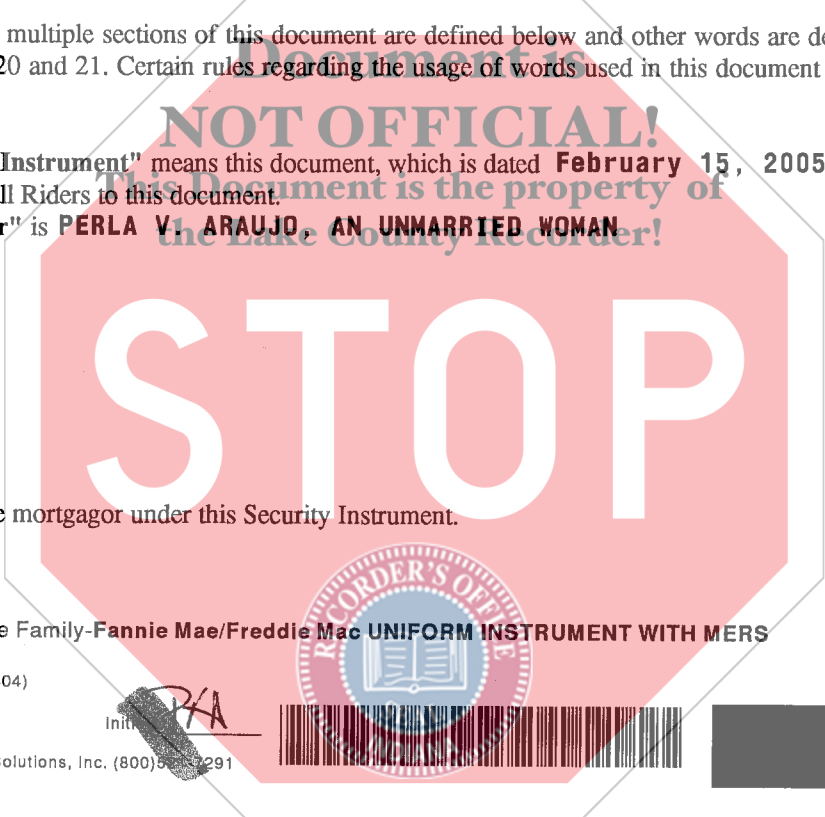 multiple sections of this document are defined below and other words are de
20 and 21. Certain rules regarding the usage of words used in this document
Document is
NOT OFFICIAL!
Instrument" means this document, which is dated February 15, 2005
This Document is the property of
ll Riders to this document.
r" is PERLA V. ARAUJO, AN UNMARRIED WOMAN
the Lake County Recorder!
STOP
e mortgagor under this Security Instrument.
RECORDER'S OFFICE
e Family-Fannie Mae/Freddie Mac UNIFORM INSTRUMENT WITH MERS
04)
SEAL
INDIANA
olutions, Inc. (800)